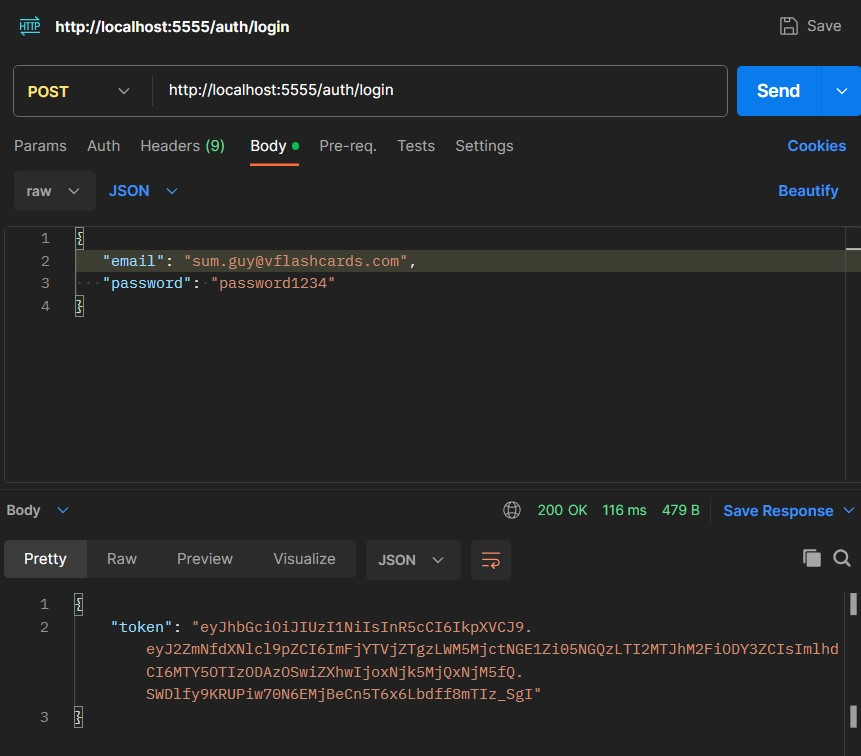 HTTP http://localhost:5555/auth/login Save
POST http://localhost:5555/auth/login Send
Params Auth Headers (9) Body Pre-req. Tests Settings Cookies
raw JSON Beautify
1 {
2 "email": "sum.guy@vflashcards.com",
3 "password": "password1234"
4 }
Body 200 OK 116 ms 479 B Save Response
Pretty Raw Preview Visualize JSON
1 {
2 "token": "eyJhbGciOiJIUzI1NiIsInR5cCI6IkpXVCJ9.
eyJ2ZmNfdXNlcl9pZCI6ImFjYTVjZTgzLWM5MjctNGE1Zi05NGQzLTI2MTJhM2FiODY3ZCIsImlhd
CI6MTY5OTIzODAzOSwiZXhwIjoxNjk5MjQxNjM5fQ.
SWDlfy9KRUPiw70N6EMjBeCn5T6x6Lbdff8mTIz_SgI"
3 }